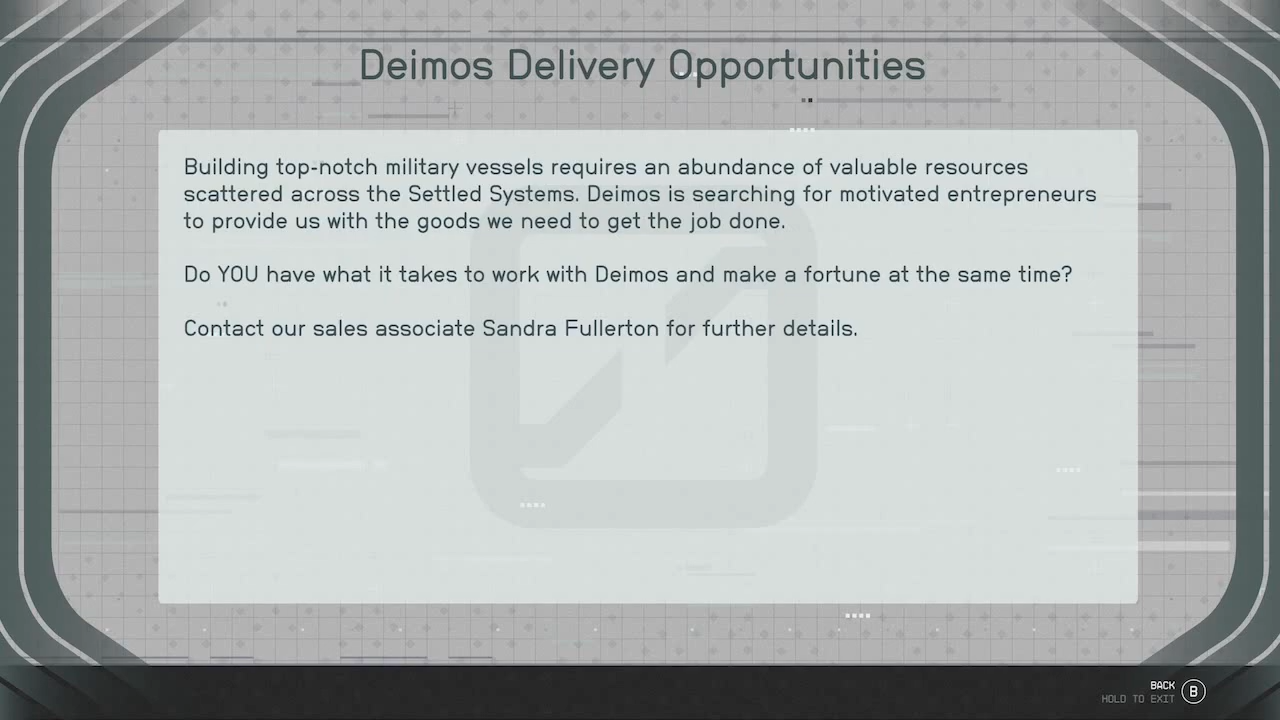 Deimos Delivery Opportunities
Building top-notch military vessels requires an abundance of valuable resources
scattered across the Settled Systems. Deimos is searching for motivated entrepreneurs
to provide us with the goods we need to get the job done.
Do YOU have what it takes to work with Deimos and make a fortune at the same time?
Contact our sales associate Sandra Fullerton for further details.
BACK
HOLD TO EXIT
B